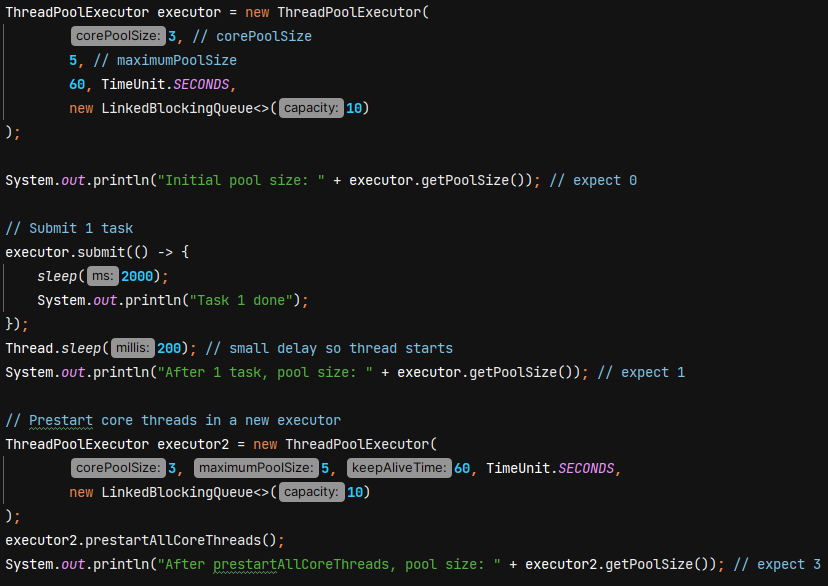 ThreadPoolExecutor executor = new ThreadPoolExecutor(
corePoolSize: 3, // corePoolSize
5, // maximumPoolSize
60, TimeUnit.SECONDS,
new LinkedBlockingQueue<>( capacity: 10)
);
System.out.println("Initial pool size: " + executor.getPoolSize()); // expect 0
// Submit 1 task
executor.submit(() -> {
sleep( ms: 2000);
System.out.println("Task 1 done");
});
Thread.sleep( millis: 200); // small delay so thread starts
System.out.println("After 1 task, pool size: " + executor.getPoolSize()); // expect 1
// Prestart core threads in a new executor
ThreadPoolExecutor executor2 = new ThreadPoolExecutor(
corePoolSize: 3, maximumPoolSize: 5, keepAliveTime: 60, TimeUnit.SECONDS,
new LinkedBlockingQueue<>( capacity: 10)
);
executor2.prestartAllCoreThreads();
System.out.println("After prestartAllCoreThreads, pool size: " + executor2.getPoolSize()); // expect 3